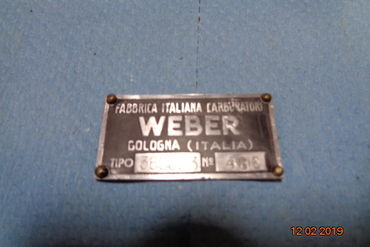 FABBRICA ITALIANA CARBURATORI
WEBER
BOLOGNA (ITALIA)
TIPO Nº
12 02 2019